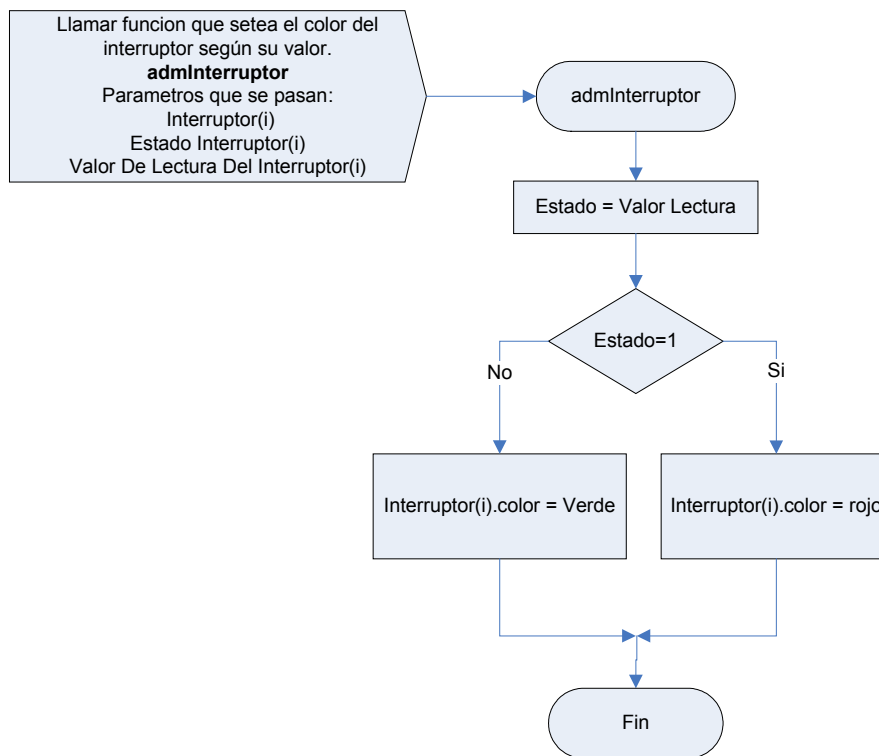 Llamar funcion que setea el color del
interruptor según su valor.
admInterruptor
Parametros que se pasan:
Interruptor(i)
Estado Interruptor(i)
Valor De Lectura Del Interruptor(i)
admInterruptor
Estado = Valor Lectura
Estado=1
No
Si
Interruptor(i).color = Verde
Interruptor(i).color = rojo
Fin